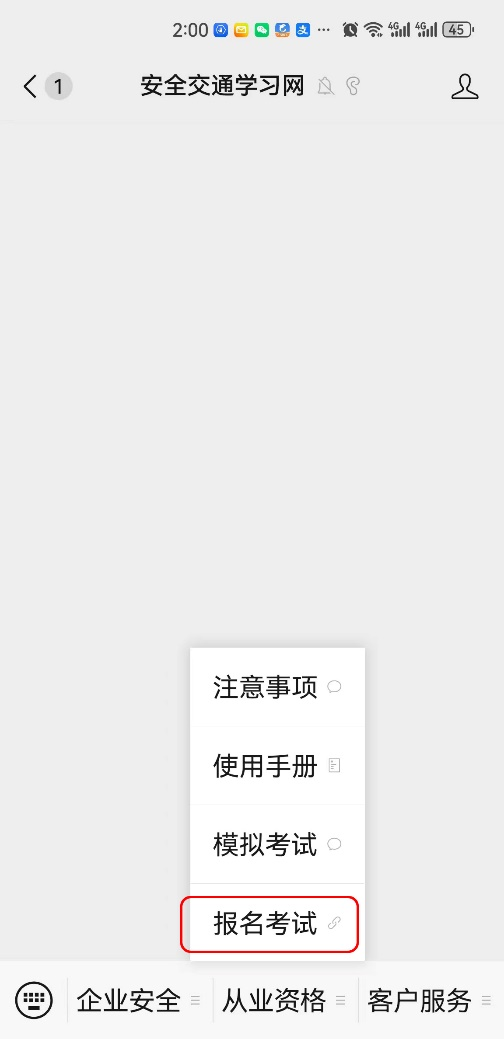 2:00 ··· 4G 4G 45
1 安全交通学习网
注意事项
使用手册
模拟考试
报名考试
企业安全 从业资格 客户服务